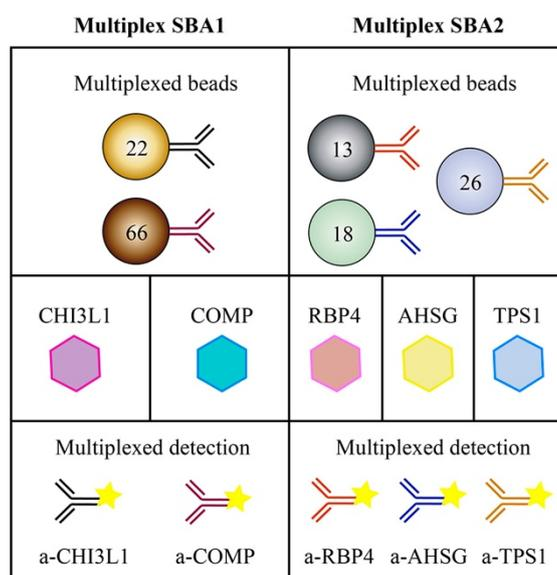 Multiplex SBA1
Multiplex SBA2
Multiplexed beads
22
66
Multiplexed beads
13
26
18
CHI3L1
COMP
RBP4
AHSG
TPS1
Multiplexed detection
a-CHI3L1
a-COMP
Multiplexed detection
a-RBP4
a-AHSG
a-TPS1